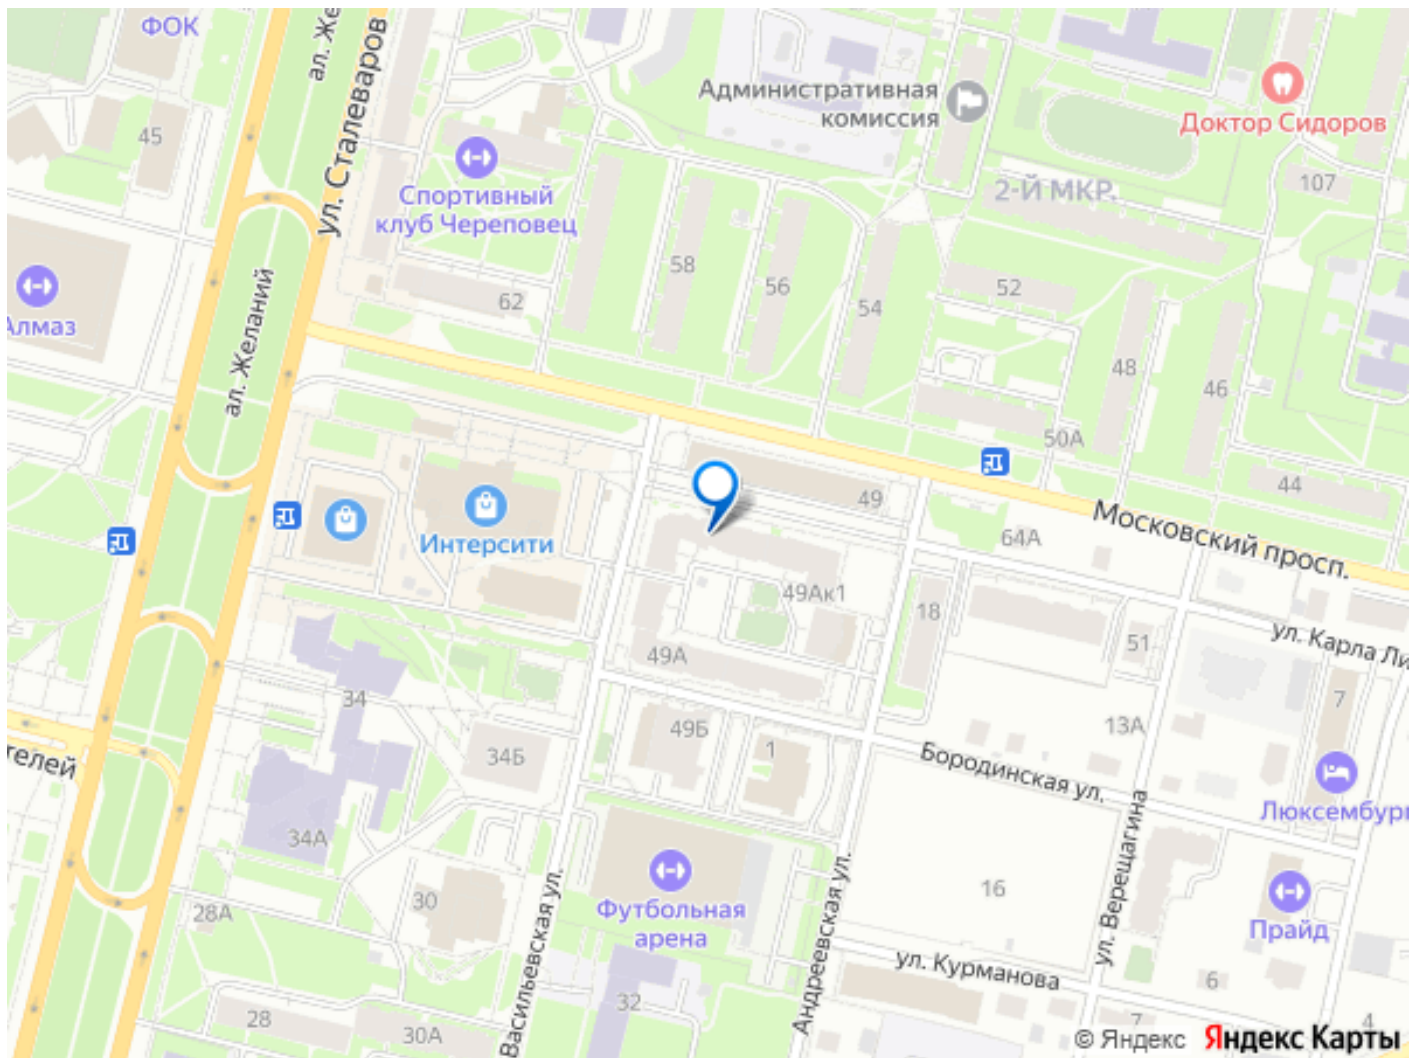 ФОК
ал. Же
ул. Сталеваров
45
Административная
комиссия
Доктор Сидоров
Спортивный
клуб Череповец
2-Й МКР.
107
Алмаз
ал. Желаний
62
58
56
54
52
48
46
50А
44
49
Интерсити
64А
Московский просп.
49Ак1
18
51
ул. Карла Ли
49А
34
7
49Б
1
13А
телей
34Б
Бородинская ул.
Люксембург
34А
ул. Верещагина
16
30
28А
Футбольная
арена
Прайд
Васильевская ул.
Андреевская ул.
ул. Курманова
6
32
28
30А
7
4
© Яндекс Яндекс Карты